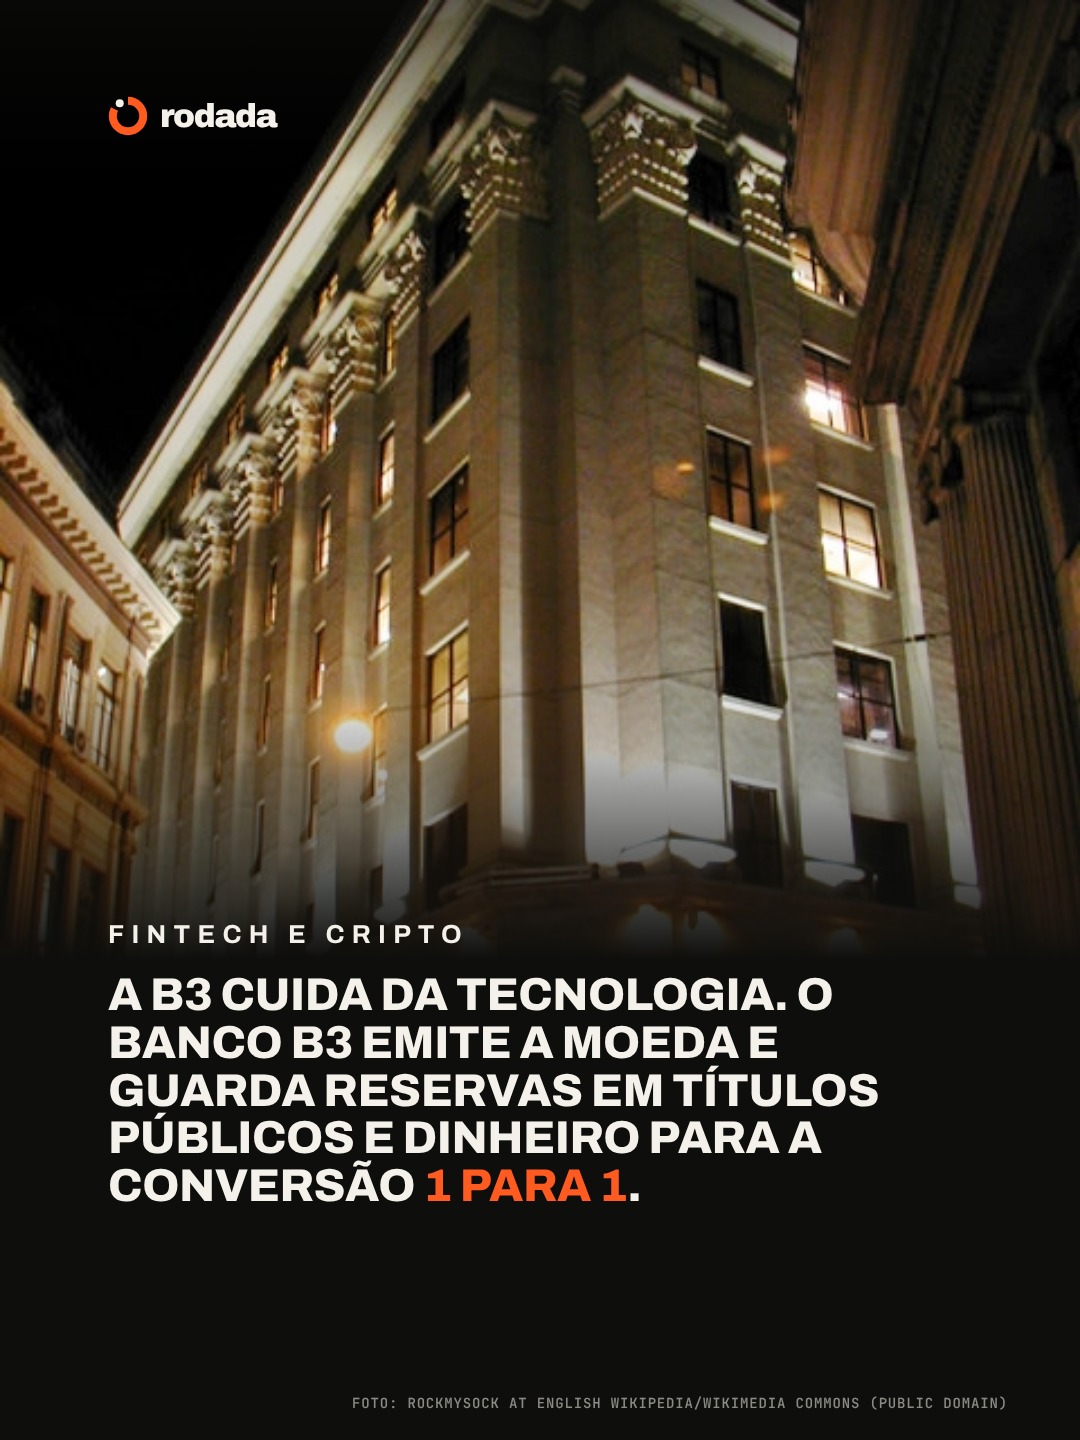 rodada
FINTECH E CRIPTO
A B3 CUIDA DA TECNOLOGIA. O
BANCO B3 EMITE A MOEDA E
GUARDA RESERVAS EM TÍTULOS
PÚBLICOS E DINHEIRO PARA A
CONVERSÃO 1 PARA 1.
FOTO: ROCKMYSOCK AT ENGLISH WIKIPEDIA/WIKIMEDIA COMMONS (PUBLIC DOMAIN)